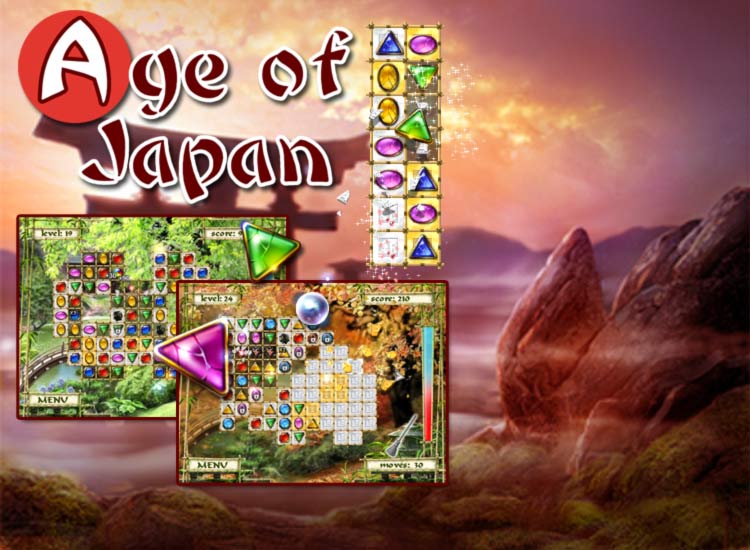 Age of
Japan
level: 19
score:
MENU
level: 24
score: 210
MENU
moves: 30